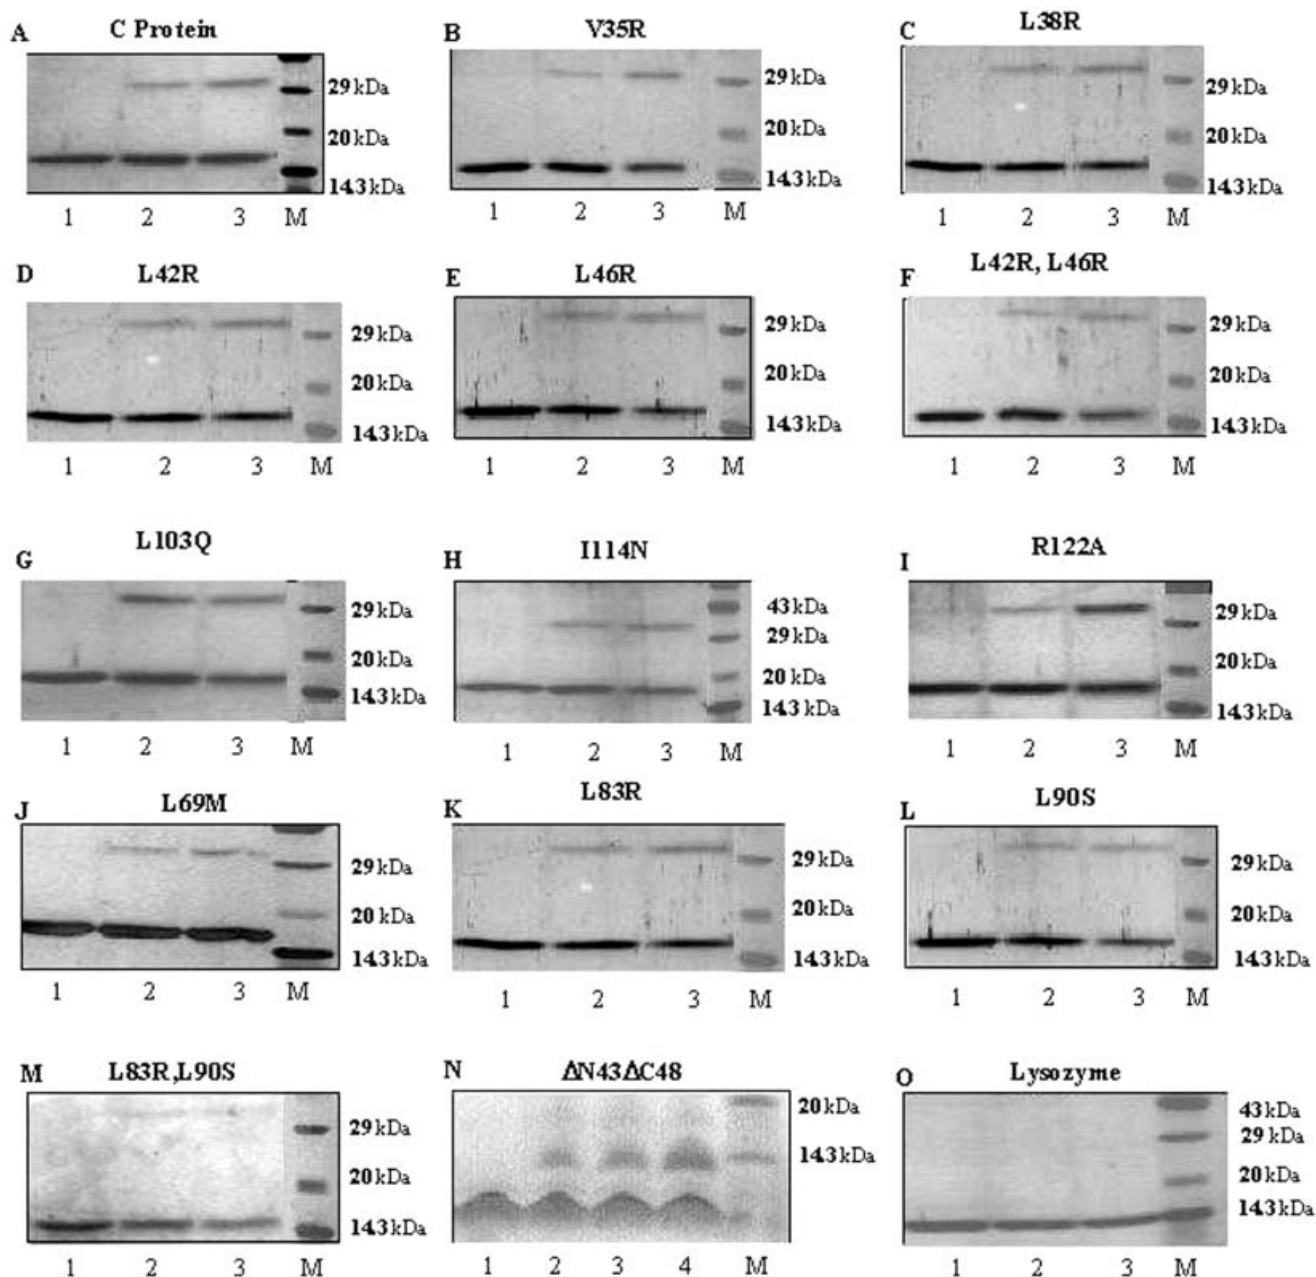 A C Protein
29 kDa
20 kDa
14.3 kDa
1 2 3 M
B V35R
29 kDa
20 kDa
14.3 kDa
1 2 3 M
C L38R
29 kDa
20 kDa
14.3 kDa
1 2 3 M
D L42R
29 kDa
20 kDa
14.3 kDa
1 2 3 M
E L46R
29 kDa
20 kDa
14.3 kDa
1 2 3 M
F L42R, L46R
29 kDa
20 kDa
14.3 kDa
1 2 3 M
G L103Q
29 kDa
20 kDa
14.3 kDa
1 2 3 M
H I114N
43 kDa
29 kDa
20 kDa
14.3 kDa
1 2 3 M
I R122A
29 kDa
20 kDa
14.3 kDa
1 2 3 M
J L69M
29 kDa
20 kDa
14.3 kDa
1 2 3 M
K L83R
29 kDa
20 kDa
14.3 kDa
1 2 3 M
L L90S
29 kDa
20 kDa
14.3 kDa
1 2 3 M
M L83R,L90S
29 kDa
20 kDa
14.3 kDa
1 2 3 M
N ΔN43ΔC48
20 kDa
14.3 kDa
1 2 3 4 M
O Lysozyme
43 kDa
29 kDa
20 kDa
14.3 kDa
1 2 3 M